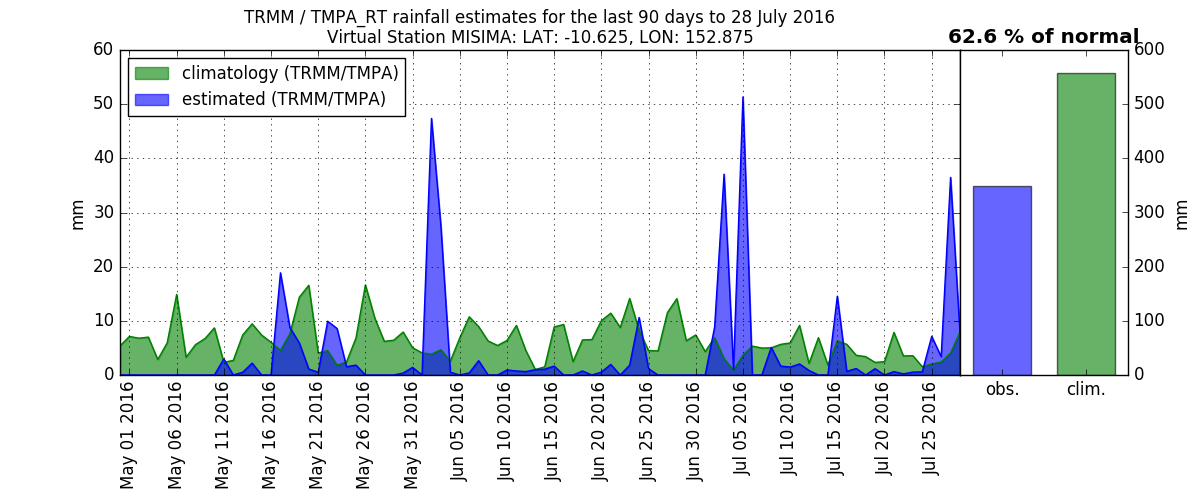 TRMM / TMPA_RT rainfall estimates for the last 90 days to 28 July 2016
Virtual Station MISIMA: LAT: -10.625, LON: 152.875
62.6 % of normal
climatology (TRMM/TMPA)
estimated (TRMM/TMPA)
60
50
40
30
20
10
0
mm
May 01 2016
May 06 2016
May 11 2016
May 16 2016
May 21 2016
May 26 2016
May 31 2016
Jun 05 2016
Jun 10 2016
Jun 15 2016
Jun 20 2016
Jun 25 2016
Jun 30 2016
Jul 05 2016
Jul 10 2016
Jul 15 2016
Jul 20 2016
Jul 25 2016
obs.
clim.
600
500
400
300
200
100
0
mm